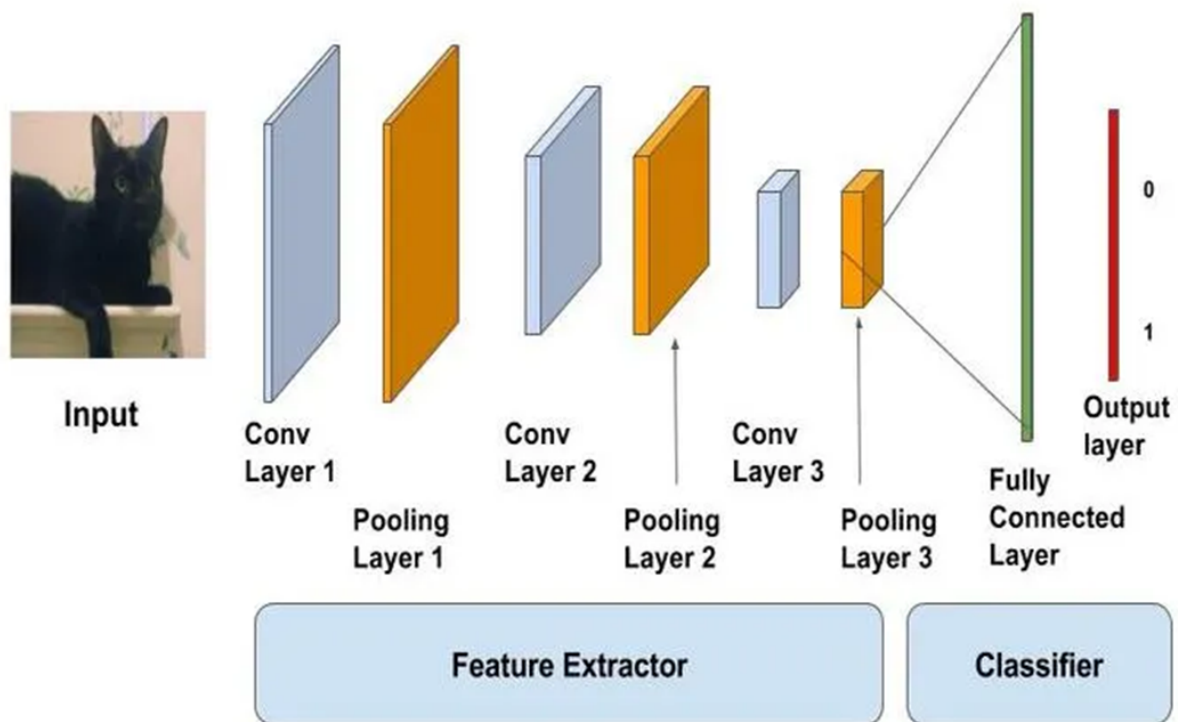 Input
Conv
Layer 1
Pooling
Layer 1
Conv
Layer 2
Pooling
Layer 2
Conv
Layer 3
Pooling
Layer 3
Fully
Connected
Layer
0
1
Output
layer
Feature Extractor
Classifier